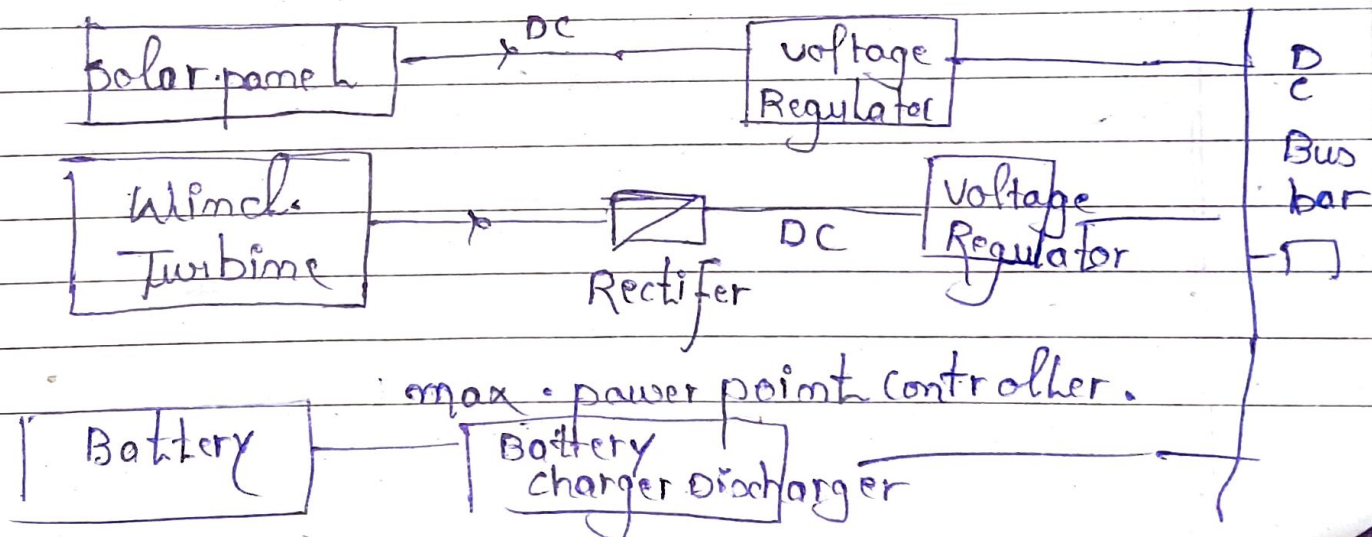 Solar panel
DC
Voltage
Regulator
D
C
Bus
bar
Wind.
Turbine
Rectifer
DC
Voltage
Regulator
max. pawer point controller.
Battery
Battery
charger Discharger